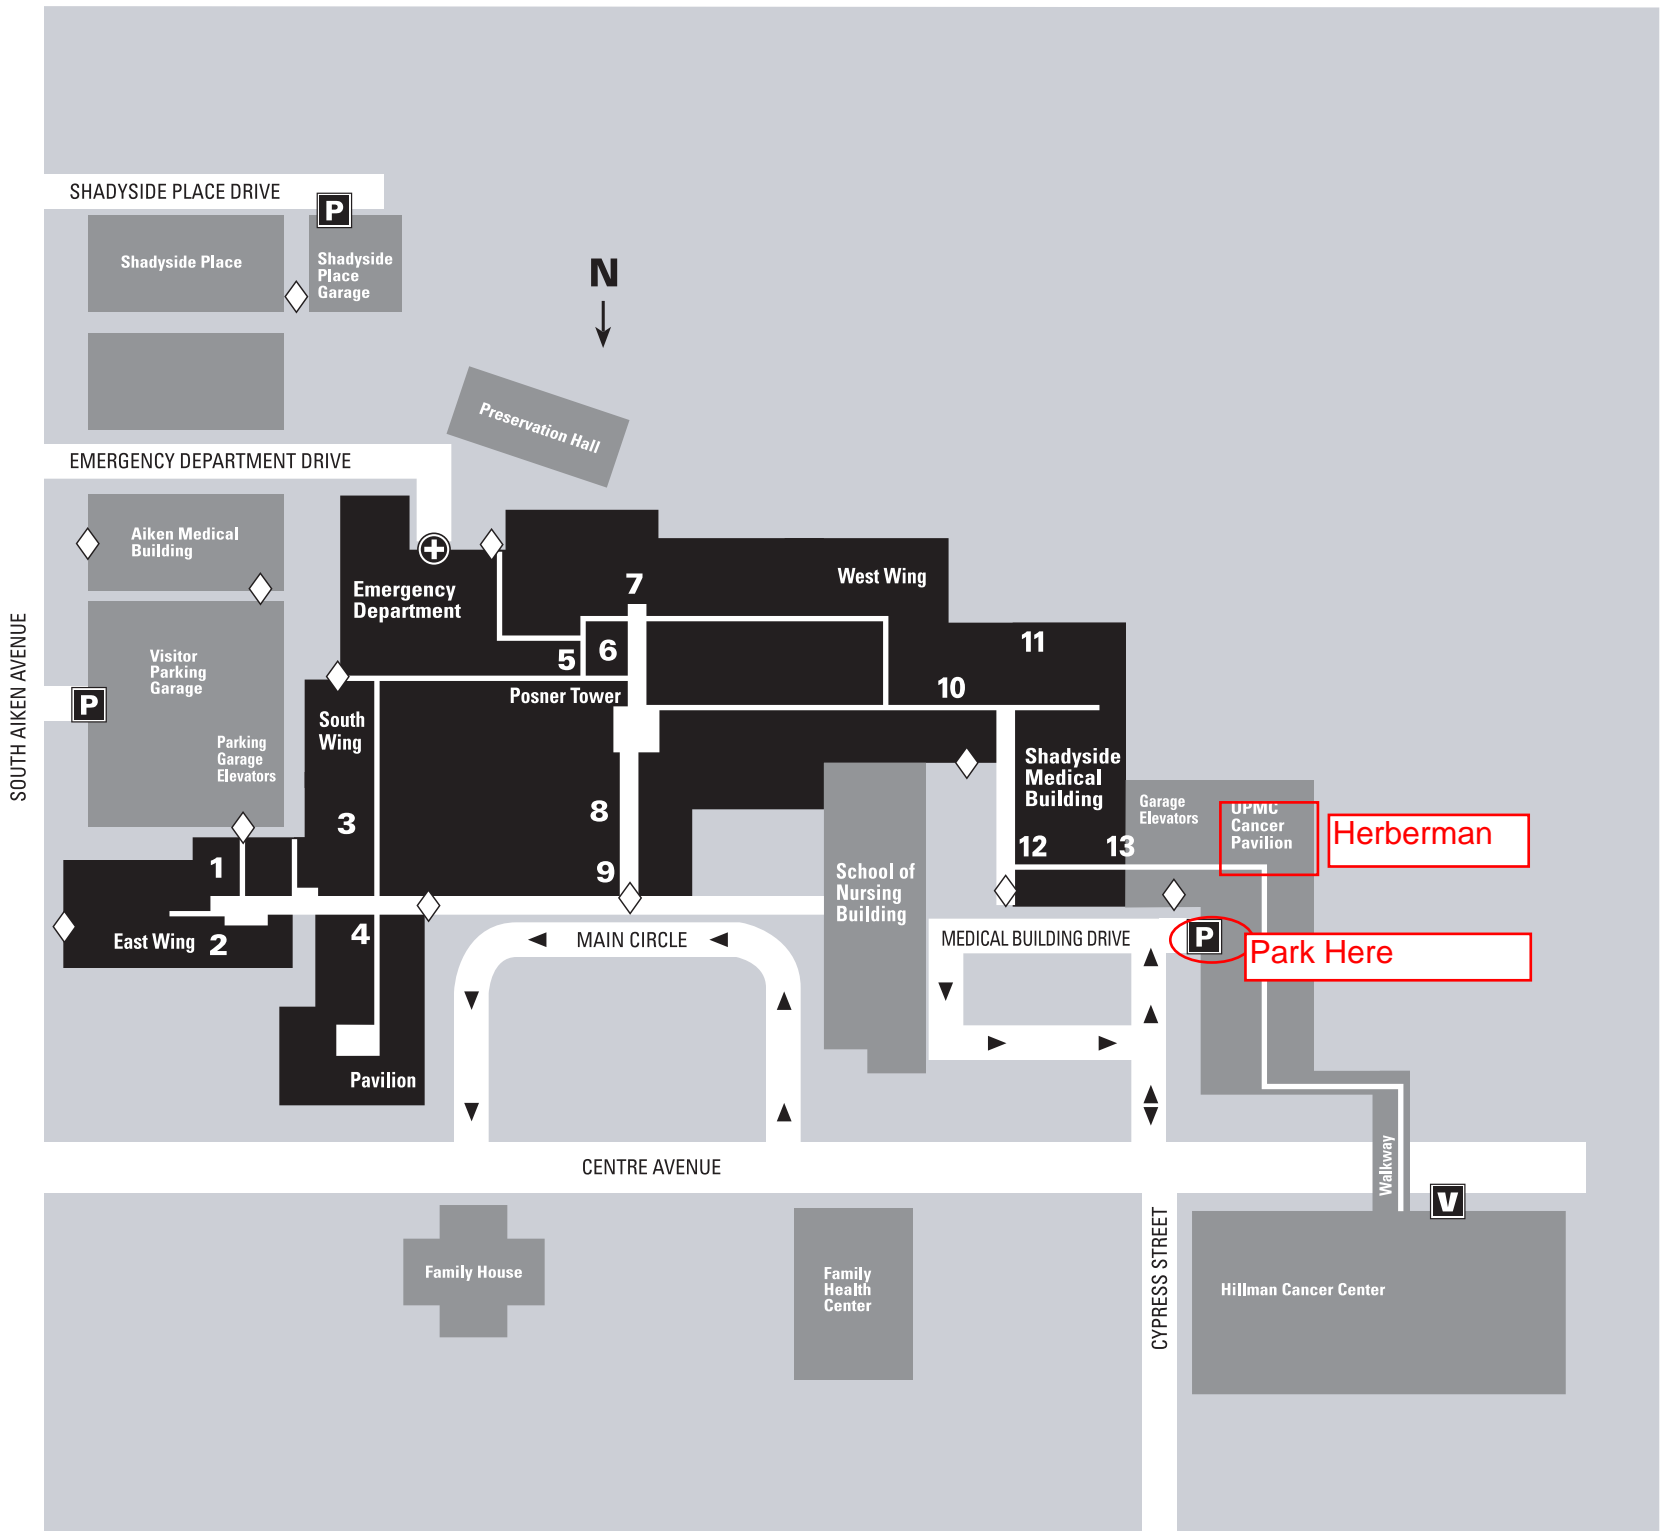 SHADYSIDE PLACE DRIVE
P
Shadyside Place
Shadyside
Place
Garage
N
Preservation Hall
EMERGENCY DEPARTMENT DRIVE
Aiken Medical
Building
Emergency
Department
West Wing
7
11
SOUTH AIKEN AVENUE
Visitor
Parking
Garage
5
6
10
P
Posner Tower
South
Wing
Parking
Garage
Elevators
Shadyside
Medical
Building
Garage
Elevators
UPMC
Cancer
Pavilion
Herberman
3
8
12
13
1
9
School of
Nursing
Building
East Wing
2
4
MAIN CIRCLE
MEDICAL BUILDING DRIVE
P
Park Here
Pavilion
CENTRE AVENUE
Walkway
V
CYPRESS STREET
Family House
Family
Health
Center
Hillman Cancer Center